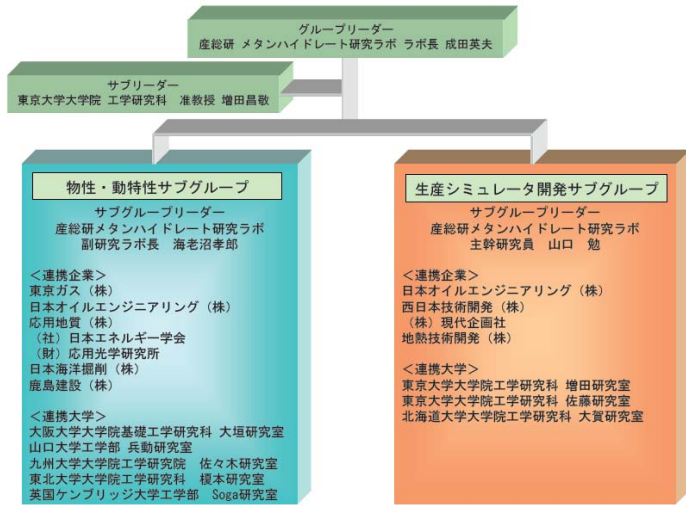 グループリーダー
産総研 メタンハイドレート研究ラボ ラボ長 成田英夫
サブリーダー
東京大学大学院 工学研究科 准教授 増田昌敬
物性・動特性サブグループ
サブグループリーダー
産総研メタンハイドレート研究ラボ
副研究ラボ長 海老沼孝郎
＜連携企業＞
東京ガス（株）
日本オイルエンジニアリング（株）
応用地質（株）
（社）日本エネルギー学会
（財）応用光学研究所
日本海洋掘削（株）
鹿島建設（株）
＜連携大学＞
大阪大学大学院基礎工学研究科 大垣研究室
山口大学工学部 兵動研究室
九州大学大学院工学研究院 佐々木研究室
東北大学大学院工学研究科 榎本研究室
英国ケンブリッジ大学工学部 Soga研究室
生産シミュレータ開発サブグループ
サブグループリーダー
産総研メタンハイドレート研究ラボ
主幹研究員 山口 勉
＜連携企業＞
日本オイルエンジニアリング（株）
西日本技術開発（株）
（株）現代企画社
地熱技術開発（株）
＜連携大学＞
東京大学大学院工学研究科 増田研究室
東京大学大学院工学研究科 佐藤研究室
北海道大学大学院工学研究科 大賀研究室